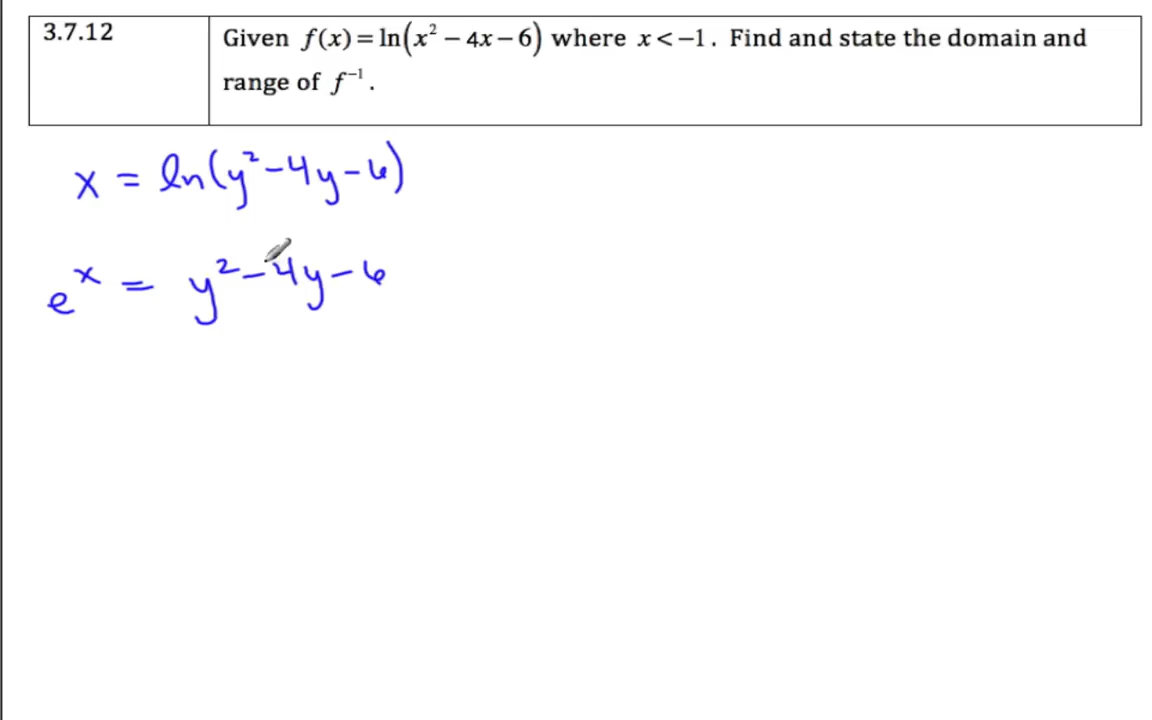 3.7.12
Given f(x) = ln(x² − 4x − 6) where x < −1. Find and state the domain and
range of f⁻¹.
x = ln(y² − 4y − 6)
eˣ = y² − 4y − 6